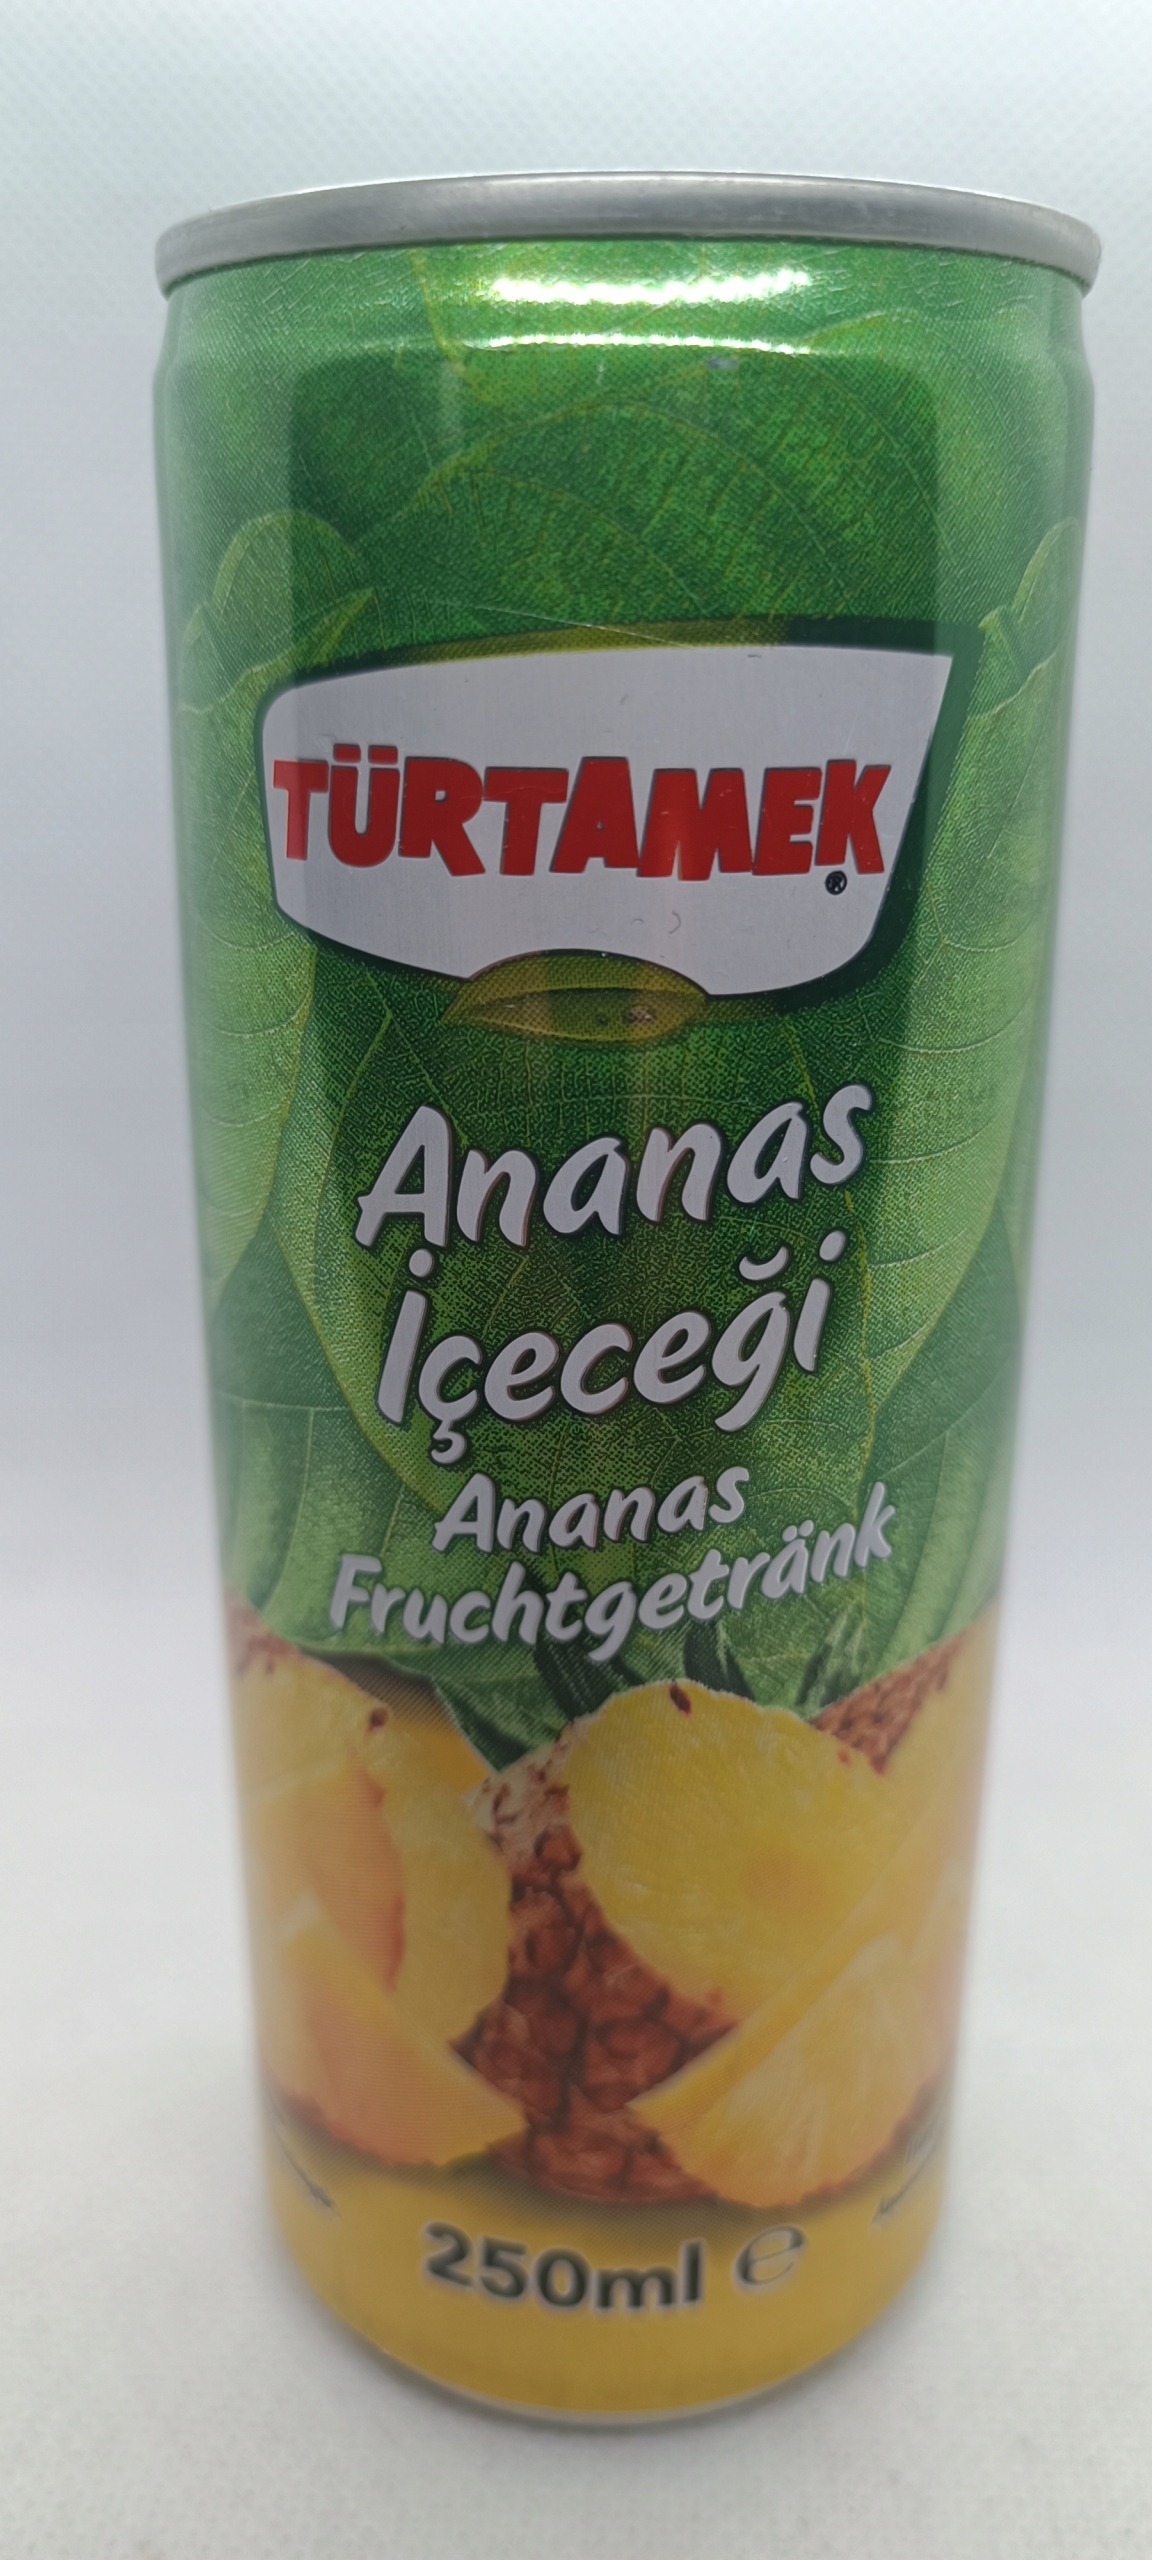 TÜRTAMEK
®
Ananas
İçeceği
Ananas
Fruchtgetränk
250ml ℮